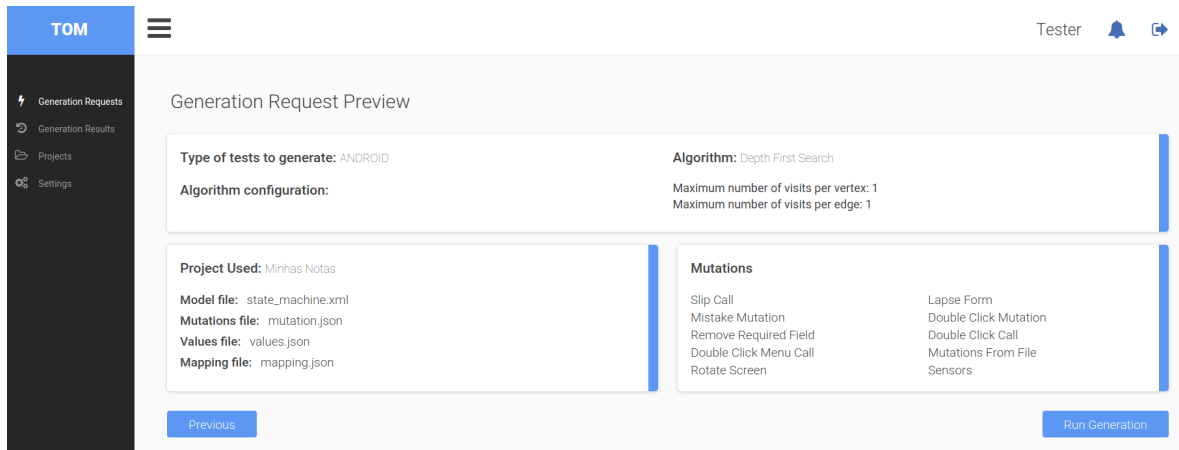 TOM
Tester
Generation Requests
Generation Results
Projects
Settings
Generation Request Preview
Type of tests to generate: ANDROID
Algorithm: Depth First Search
Algorithm configuration:
Maximum number of visits per vertex: 1
Maximum number of visits per edge: 1
Project Used: Minhas Notas
Model file: state_machine.xml
Mutations file: mutation.json
Values file: values.json
Mapping file: mapping.json
Mutations
Slip Call
Mistake Mutation
Remove Required Field
Double Click Menu Call
Rotate Screen
Lapse Form
Double Click Mutation
Double Click Call
Mutations From File
Sensors
Previous
Run Generation